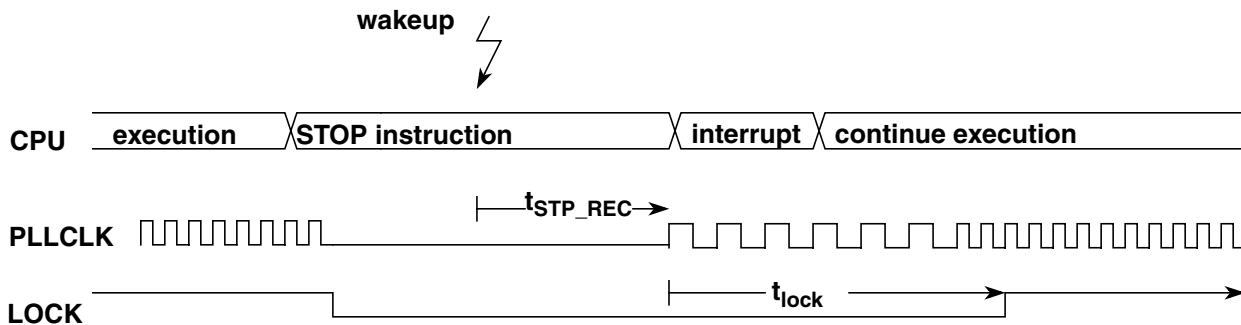 wakeup
CPU execution STOP instruction interrupt continue execution
tSTP_REC
PLLCLK
tlock
LOCK